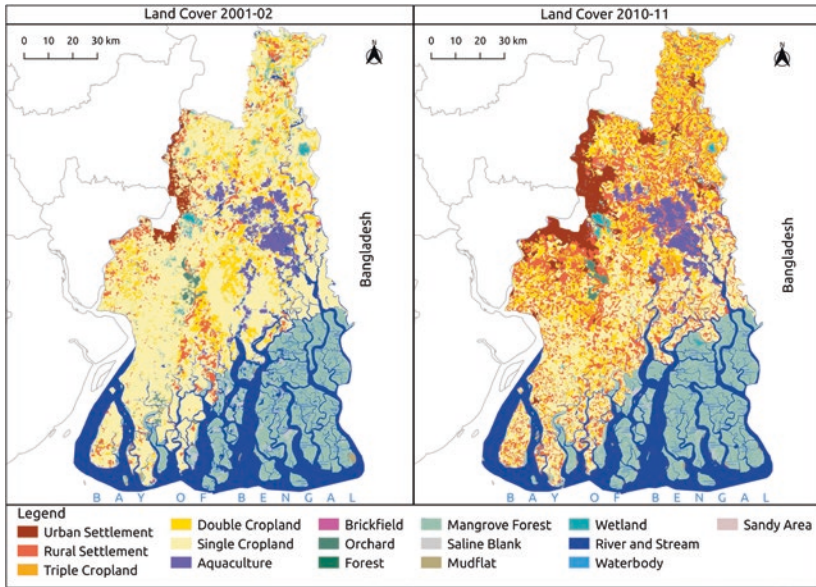 Land Cover 2001-02
Land Cover 2010-11
0 10 20 30 km
N
0 10 20 30 km
N
Bangladesh
Bangladesh
BAY OF BENGAL
BAY OF BENGAL
Legend
Urban Settlement
Rural Settlement
Triple Cropland
Double Cropland
Single Cropland
Aquaculture
Brickfield
Orchard
Forest
Mangrove Forest
Saline Blank
Mudflat
Wetland
River and Stream
Waterbody
Sandy Area